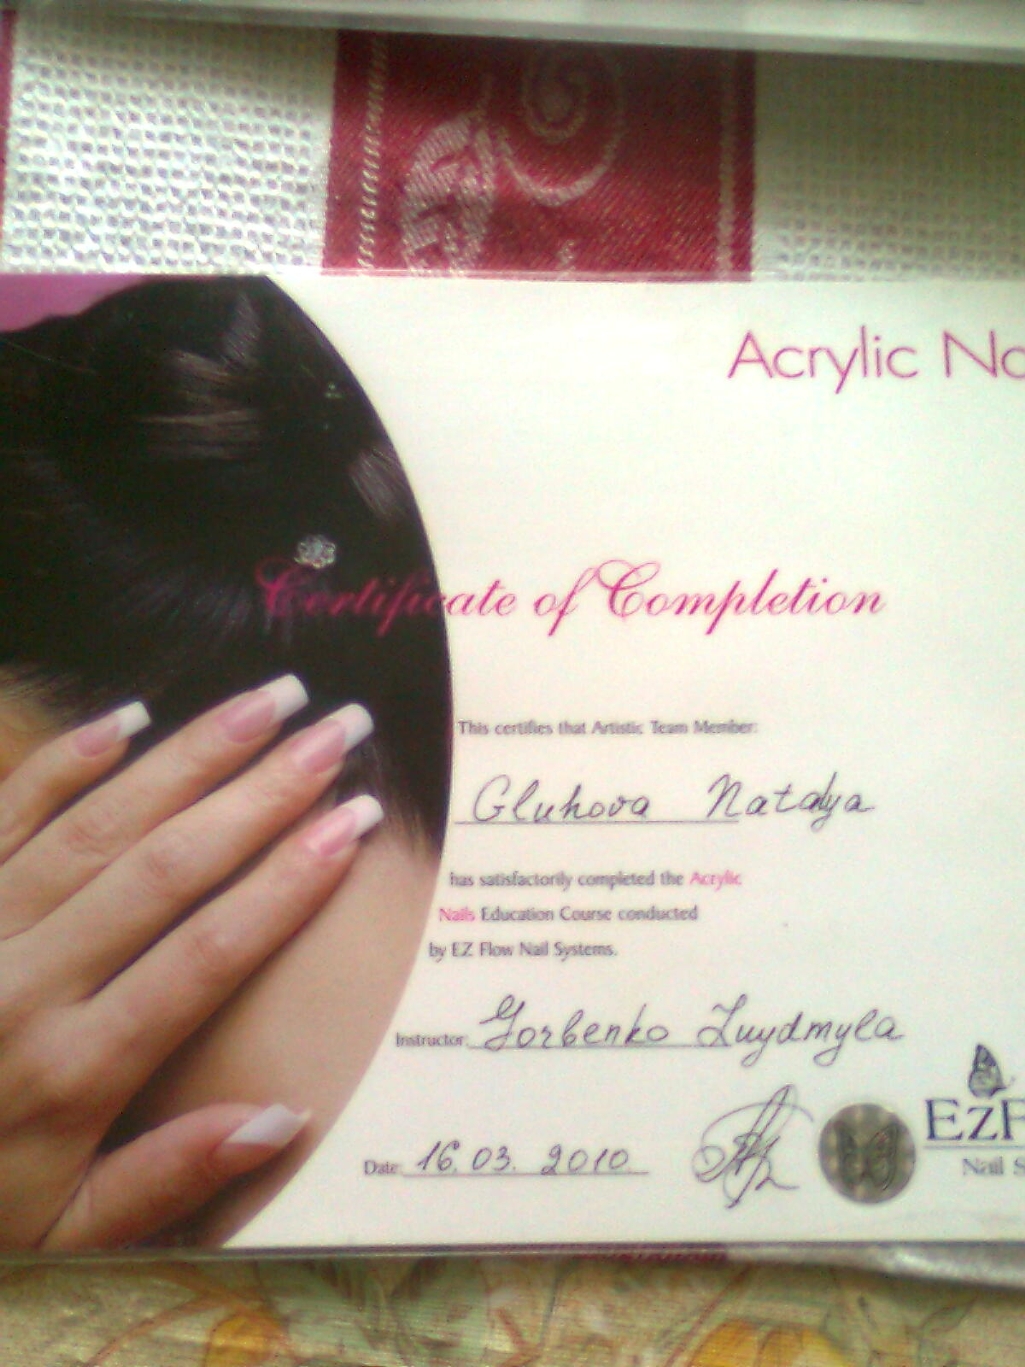 Acrylic Na
Certificate of Completion
This certifies that Artistic Team Member:
Gluhova Natalya
has satisfactorily completed the Acrylic
Nails Education Course conducted
by EZ Flow Nail Systems.
Instructor: Gorbenko Luydmyla
Date: 16.03.2010
EzF
Nail S